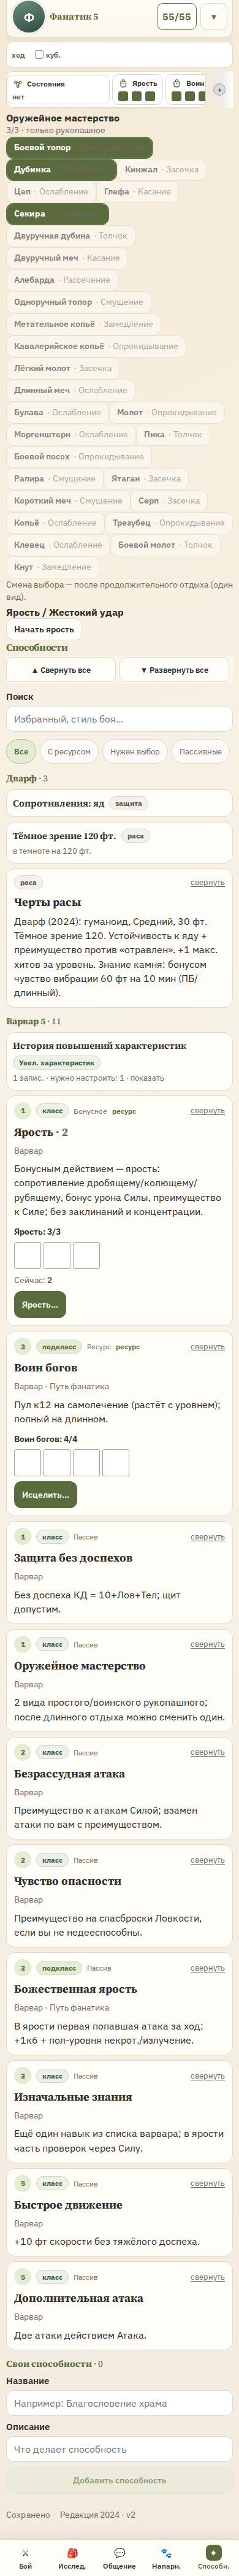 Ф
Фанатик 5
55/55
▾
ход куб.
Состояния
нет
Ярость
Воин
Оружейное мастерство
3/3 · только рукопашное
Боевой топор
Дубинка
Кинжал · Засечка
Цеп · Ослабление
Глефа · Касание
Секира
Двуручная дубина · Толчок
Двуручный меч · Касание
Алебарда · Рассечение
Одноручный топор · Смущение
Метательное копьё · Замедление
Кавалерийское копьё · Опрокидывание
Лёгкий молот · Засечка
Длинный меч · Ослабление
Булава · Ослабление
Молот · Опрокидывание
Моргенштерн · Ослабление
Пика · Толчок
Боевой посох · Опрокидывание
Рапира · Смущение
Ятаган · Засечка
Короткий меч · Смущение
Серп · Засечка
Копьё · Ослабление
Трезубец · Опрокидывание
Клевец · Ослабление
Боевой молот · Толчок
Кнут · Замедление
Смена выбора — после продолжительного отдыха (один
вид).
Ярость / Жестокий удар
Начать ярость
Способности
▲ Свернуть все
▼ Развернуть все
Поиск
Избранный, стиль боя…
Все
С ресурсом
Нужен выбор
Пассивные
Дварф · 3
Сопротивления: яд защита
Тёмное зрение 120 фт. раса
в темноте на 120 фт.
раса
свернуть
Черты расы
Дварф (2024): гуманоид, Средний, 30 фт.
Тёмное зрение 120. Устойчивость к яду +
преимущество против «отравлен». +1 макс.
хитов за уровень. Знание камня: бонусом
чувство вибрации 60 фт на 10 мин (ПБ/
длинный).
Варвар 5 · 11
История повышений характеристик
Увел. характеристик
1 запис. · нужно настроить: 1 · показать
1 класс Бонусное ресурс
свернуть
Ярость · 2
Варвар
Бонусным действием — ярость:
сопротивление дробящему/колющему/
рубящему, бонус урона Силы, преимущество
к Силе; без заклинаний и концентрации.
Ярость: 3/3
Сейчас: 2
Ярость…
3 подкласс Ресурс ресурс
свернуть
Воин богов
Варвар · Путь фанатика
Пул к12 на самолечение (растёт с уровнем);
полный на длинном.
Воин богов: 4/4
Исцелить…
1 класс Пассив
свернуть
Защита без доспехов
Варвар
Без доспеха КД = 10+Лов+Тел; щит
допустим.
1 класс Пассив
свернуть
Оружейное мастерство
Варвар
2 вида простого/воинского рукопашного;
после длинного отдыха можно сменить один.
2 класс Пассив
свернуть
Безрассудная атака
Варвар
Преимущество к атакам Силой; взамен
атаки по вам с преимуществом.
2 класс Пассив
свернуть
Чувство опасности
Варвар
Преимущество на спасброски Ловкости,
если вы не недееспособны.
3 подкласс Пассив
свернуть
Божественная ярость
Варвар · Путь фанатика
В ярости первая попавшая атака за ход:
+1к6 + пол-уровня некрот./излучение.
3 класс Пассив
свернуть
Изначальные знания
Варвар
Ещё один навык из списка варвара; в ярости
часть проверок через Силу.
5 класс Пассив
свернуть
Быстрое движение
Варвар
+10 фт скорости без тяжёлого доспеха.
5 класс Пассив
свернуть
Дополнительная атака
Варвар
Две атаки действием Атака.
Свои способности · 0
Название
Например: Благословение храма
Описание
Что делает способность
Добавить способность
Сохранено Редакция 2024 · v2
Бой
Исслед.
Общение
Напарн.
Способн.